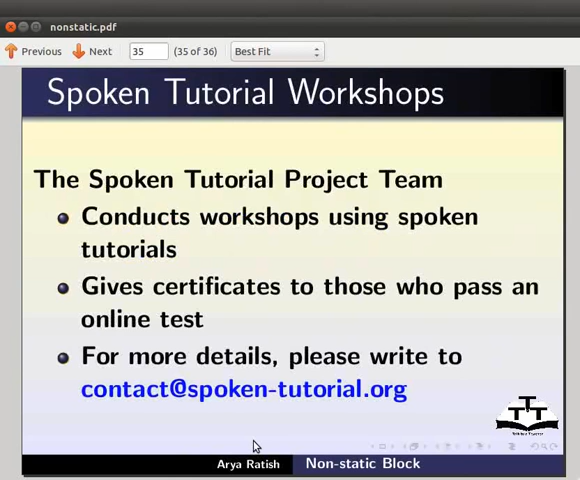 nonstatic.pdf
Previous Next 35 (35 of 36) Best Fit
Spoken Tutorial Workshops
The Spoken Tutorial Project Team
Conducts workshops using spoken
tutorials
Gives certificates to those who pass an
online test
For more details, please write to
contact@spoken-tutorial.org
Arya Ratish Non-static Block